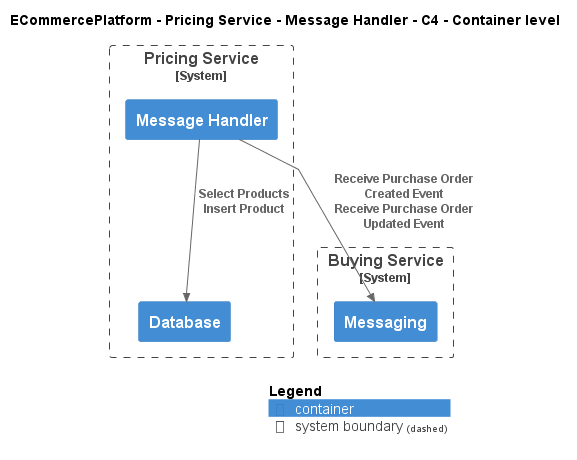 ECommercePlatform - Pricing Service - Message Handler - C4 - Container level
Pricing Service
[System]
Message Handler
Select Products
Insert Product
Receive Purchase Order
Created Event
Receive Purchase Order
Updated Event
Buying Service
[System]
Database
Messaging
Legend
container
system boundary (dashed)